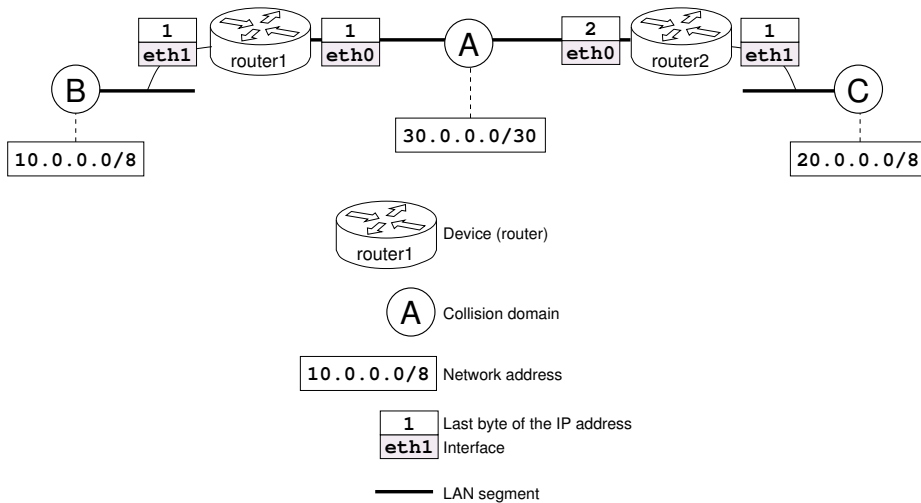 1
eth1
router1
1
eth0
A
2
eth0
router2
1
eth1
B
C
10.0.0.0/8
30.0.0.0/30
20.0.0.0/8
router1
Device (router)
A
Collision domain
10.0.0.0/8
Network address
1
Last byte of the IP address
eth1
Interface
LAN segment